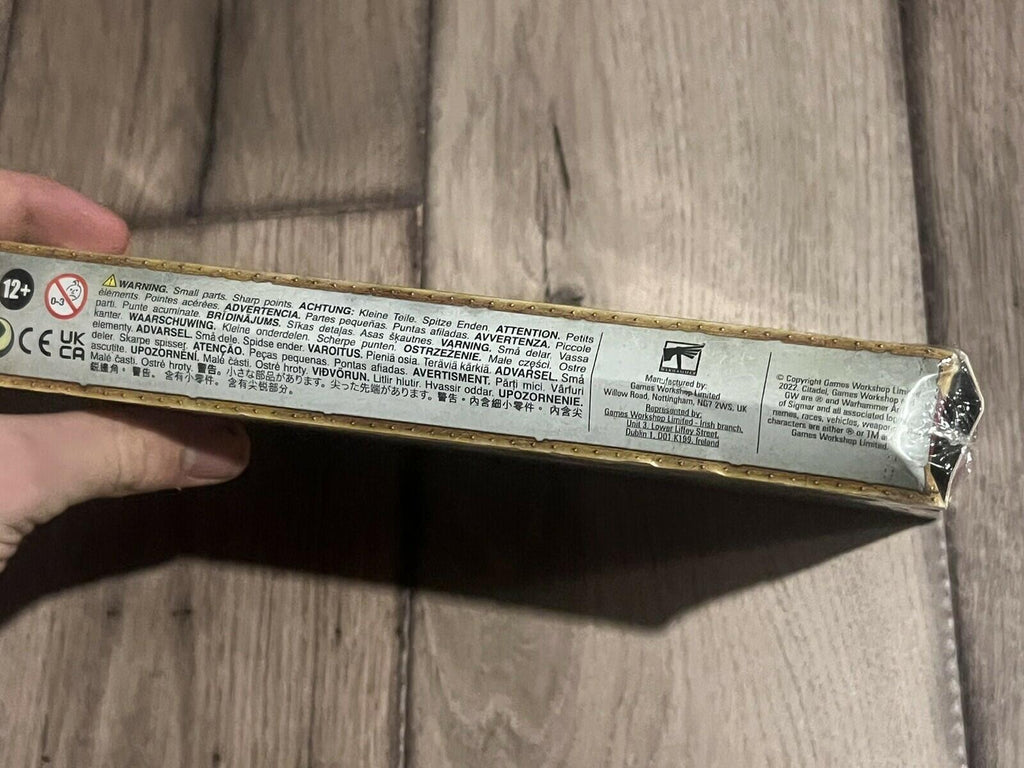 12+
0-3
CE
UK
CA
WARNING. Small parts. Sharp points. ACHTUNG: Kleine Teile. Spitze Enden. ATTENTION. Petits
éléments. Pointes acérées. ADVERTENCIA. Partes pequeñas. Puntas afiladas. AVVERTENZA. Piccole
parti. Punte acuminate. BRĪDINĀJUMS. Sīkas detaļas. Asas šķautnes. VARNING. Små delar. Vassa
kanter. WAARSCHUWING. Kleine onderdelen. Scherpe punten. OSTRZEŻENIE. Małe części. Ostre
elementy. ADVARSEL. Små dele. Spidse ender. VAROITUS. Pieniä osia. Teräviä kärkiä. ADVARSEL. Små
deler. Skarpe spisser. ATENÇÃO. Peças pequenas. Pontas afiadas. AVERTISMENT. Părți mici. Vârfuri
ascuțite. UPOZORNĚNÍ. Malé části. Ostré hroty. VIÐVÖRUN. Litlir hlutir. Hvassir oddar. UPOZORNENIE.
Malé časti. Ostré hroty. 警告。小さな部品があります。尖った先端があります。警告。內含細小零件。 內含尖
銳邊角。警告。 含有小零件。 含有尖锐部分。
Manufactured by:
Games Workshop Limited
Willow Road, Nottingham, NG7 2WS, UK
Represented by:
Games Workshop Limited - Irish branch,
Unit 3, Lower Liffey Street,
Dublin 1, D01 K199, Ireland
© Copyright Games Workshop
2022. Citadel, Games Workshop
GW are ® and Warhammer
of Sigmar and all associated
names, races, vehicles,
characters are either ® or TM
Games Workshop Limited